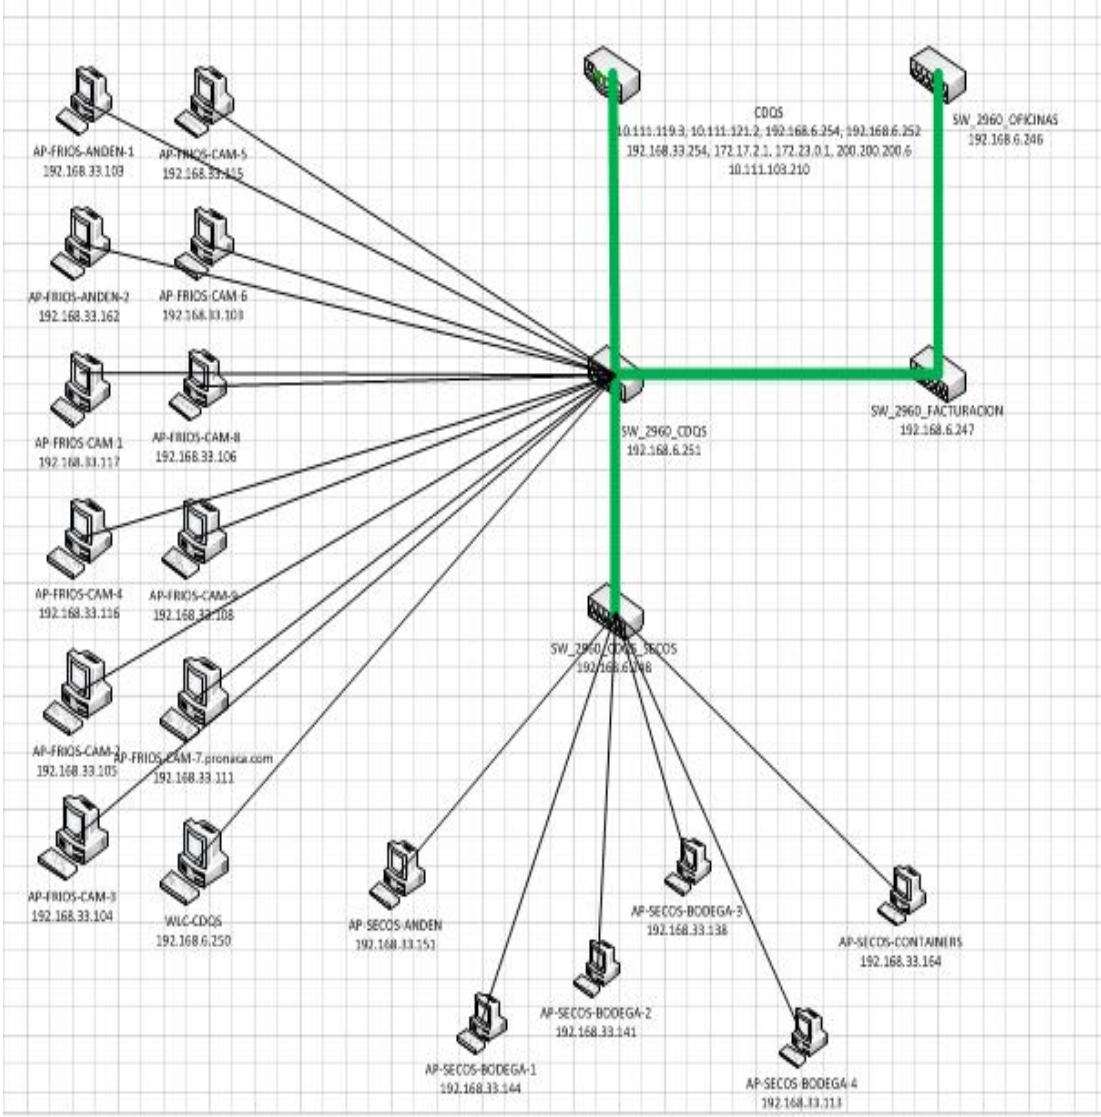 CDQS
10.111.119.3, 10.111.121.2, 192.168.6.254, 192.168.6.252
192.168.33.254, 172.17.2.1, 172.23.0.1, 200.200.200.6
10.111.103.210
SW_2960_OFICINAS
192.168.6.246
AP-FRIOS-ANDEN-1
192.168.33.103
AP-FRIOS-CAM-5
192.168.33.115
AP-FRIOS-ANDEN-2
192.168.33.162
AP-FRIOS-CAM-6
192.168.33.103
AP-FRIOS-CAM-1
192.168.33.117
AP-FRIOS-CAM-8
192.168.33.106
SW_2960_CDQS
192.168.6.251
SW_2960_FACTURACION
192.168.6.247
AP-FRIOS-CAM-4
192.168.33.116
AP-FRIOS-CAM-9
192.168.33.108
SW_2960_CDQS_SECOS
192.168.6.248
AP-FRIOS-CAM-2
192.168.33.105
AP-FRIOS-CAM-7.pronaca.com
192.168.33.111
AP-FRIOS-CAM-3
192.168.33.104
WLC-CDQS
192.168.6.250
AP-SECOS-ANDEN
192.168.33.151
AP-SECOS-BODEGA-3
192.168.33.138
AP-SECOS-CONTAINERS
192.168.33.164
AP-SECOS-BODEGA-2
192.168.33.141
AP-SECOS-BODEGA-1
192.168.33.144
AP-SECOS-BODEGA-4
192.168.33.113